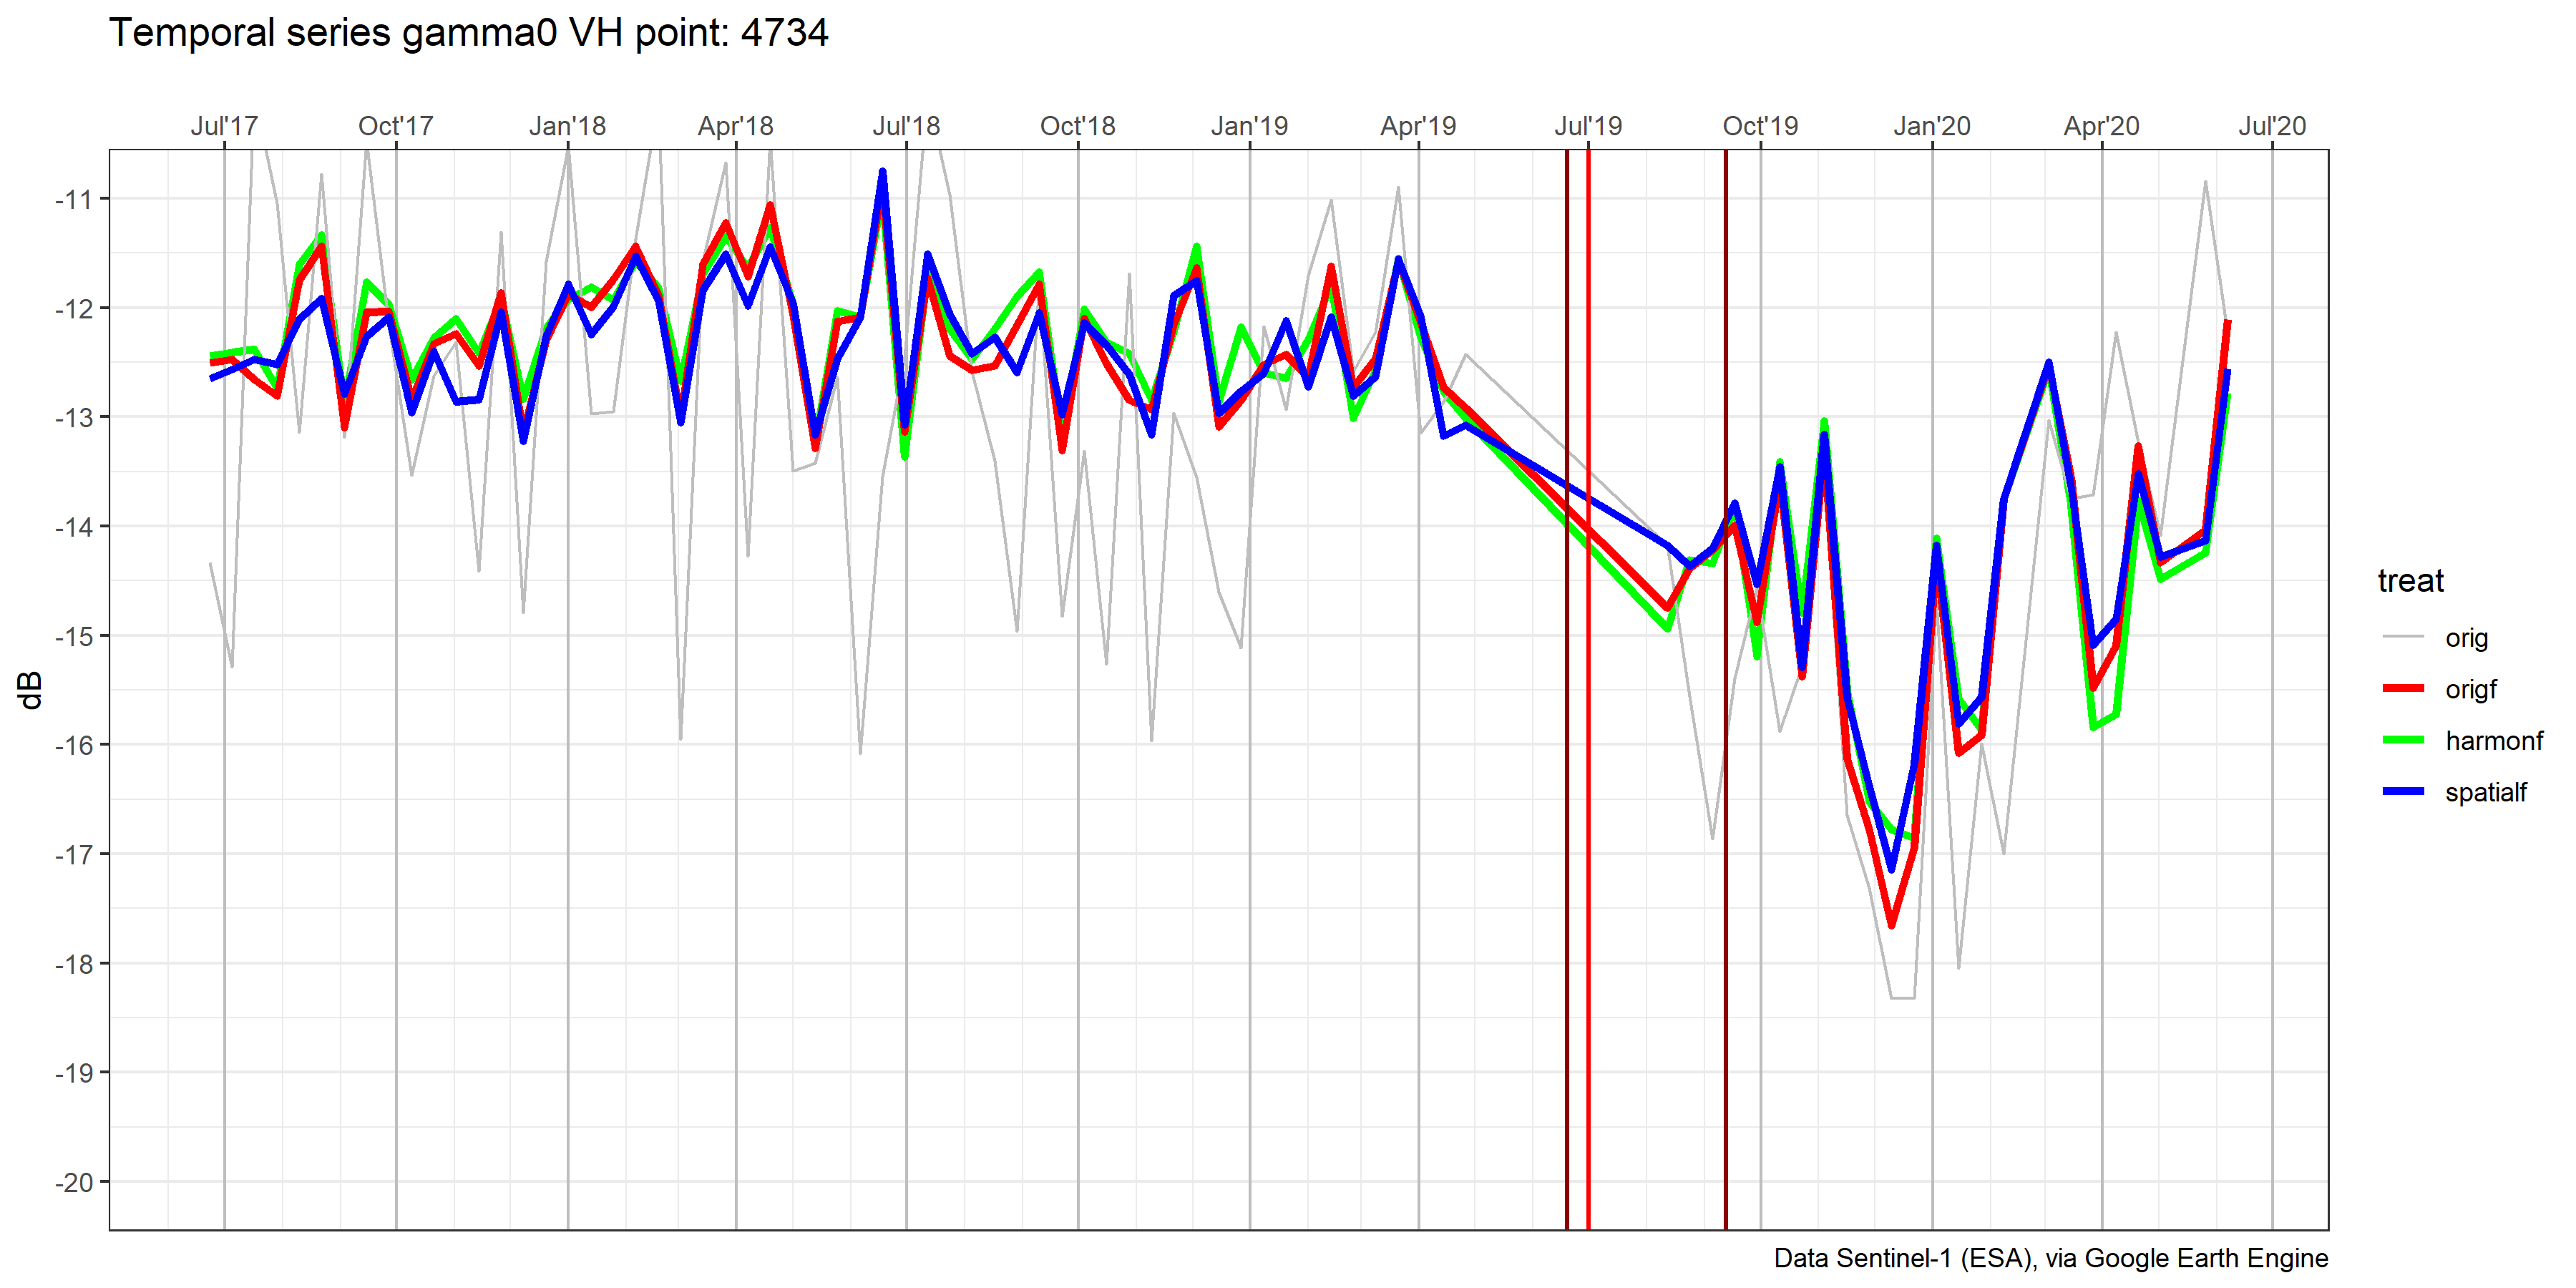 Temporal series gamma0 VH point: 4734
Jul'17 Oct'17 Jan'18 Apr'18 Jul'18 Oct'18 Jan'19 Apr'19 Jul'19 Oct'19 Jan'20 Apr'20 Jul'20
-11
-12
-13
-14
-15
-16
-17
-18
-19
-20
dB
treat
orig
origf
harmonf
spatialf
Data Sentinel-1 (ESA), via Google Earth Engine